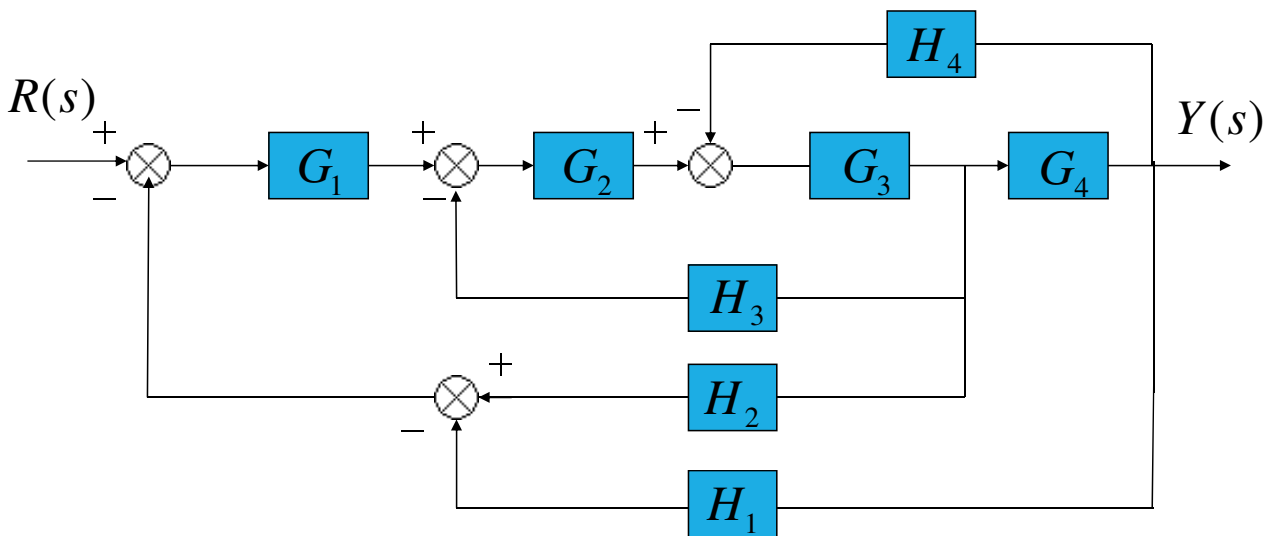 H₄
R(s)
Y(s)
+
+
+
−
G₁
G₂
G₃
G₄
−
−
H₃
+
H₂
−
H₁